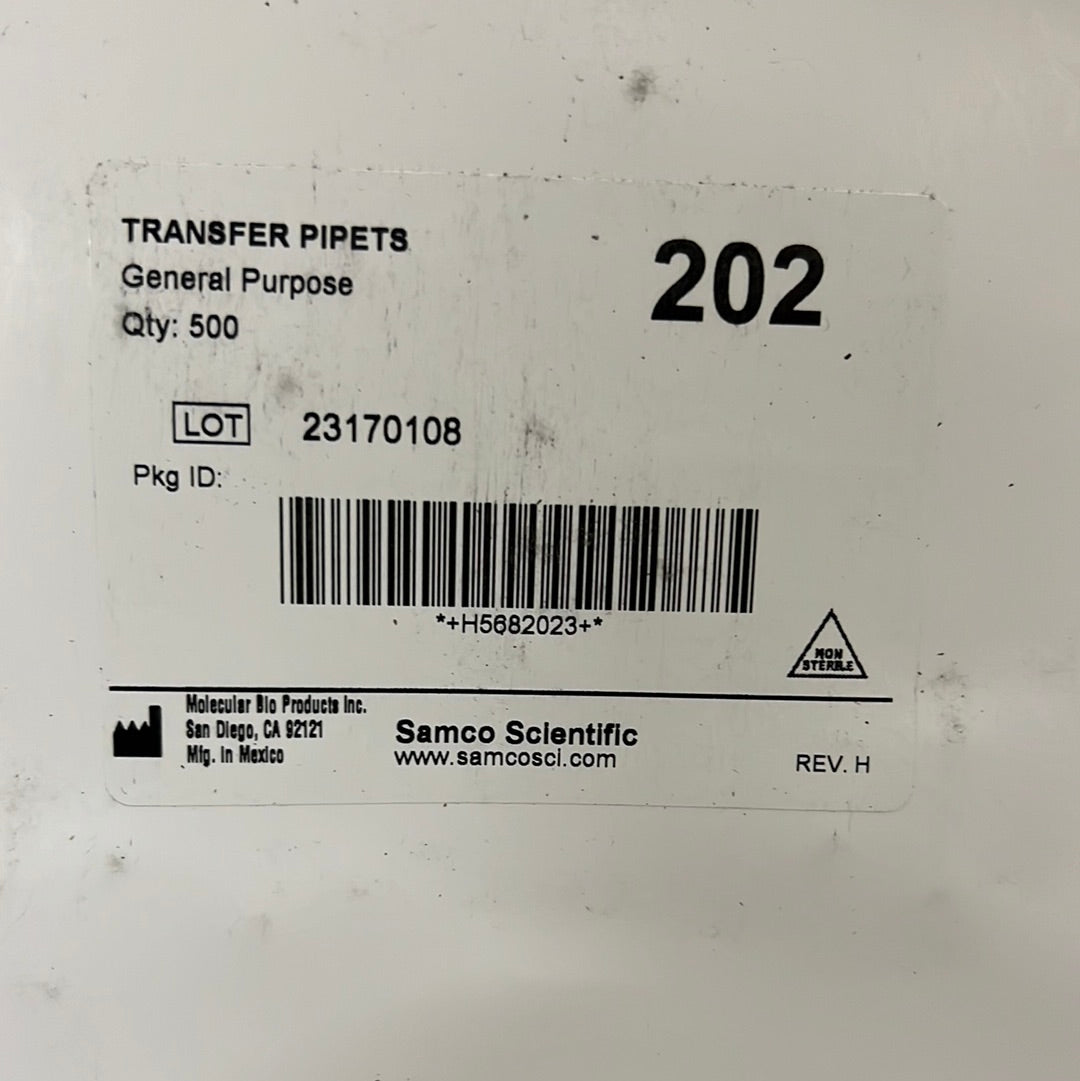 TRANSFER PIPETS
General Purpose
Qty: 500
202
LOT 23170108
Pkg ID:
*+H5682023+*
NON
STERILE
Molecular Bio Products Inc.
San Diego, CA 92121
Mfg. In Mexico
Samco Scientific
www.samcosci.com
REV. H